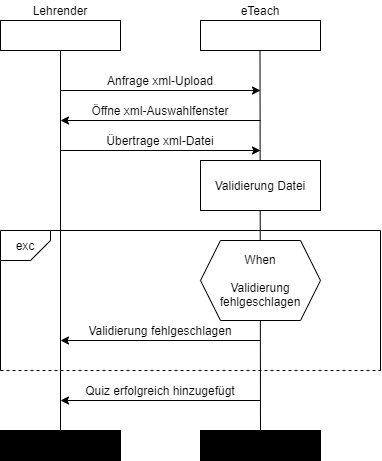 Lehrender
eTeach
Anfrage xml-Upload
Öffne xml-Auswahlfenster
Übertrage xml-Datei
Validierung Datei
exc
When
Validierung
fehlgeschlagen
Validierung fehlgeschlagen
Quiz erfolgreich hinzugefügt